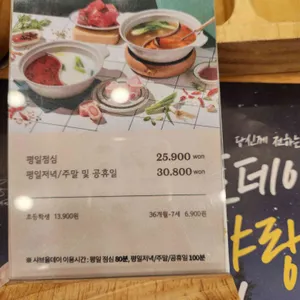 평일점심 25.900 won
평일저녁/주말 및 공휴일 30.800 won
초등학생 13.900원 36개월-7세 6.900원
※ 샤브올데이 이용시간 : 평일 점심 80분, 평일저녁/주말/공휴일 100분
당신께 전하는
데이